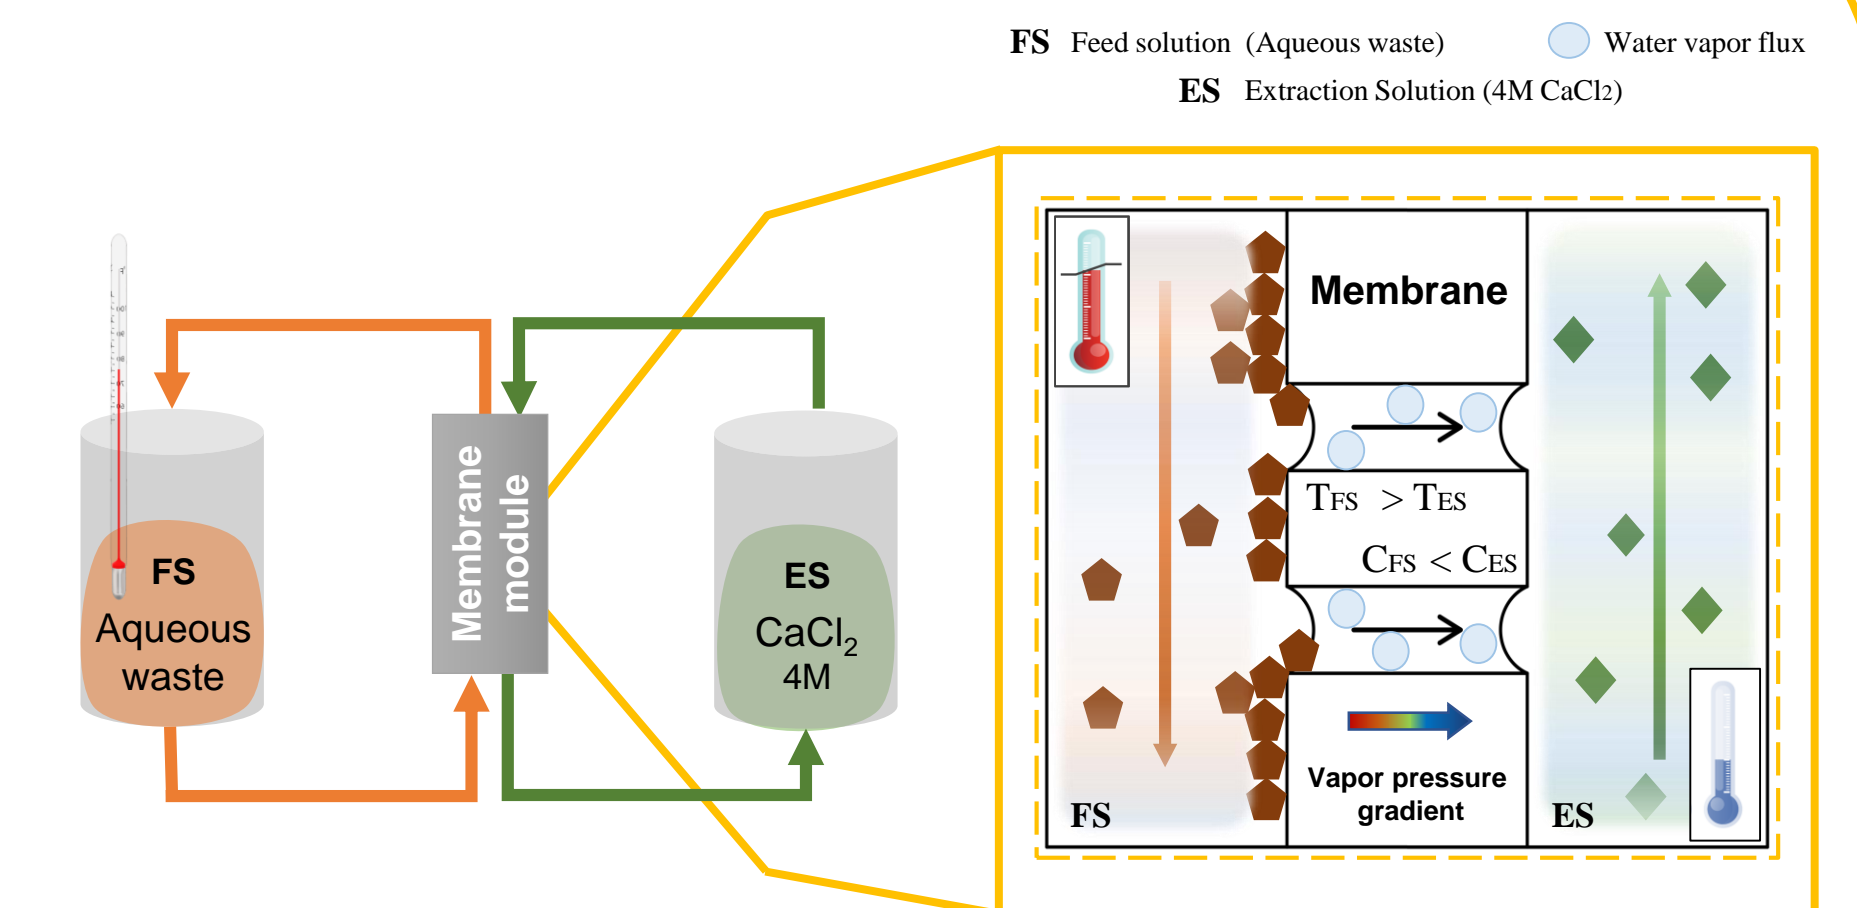 FS Feed solution (Aqueous waste) Water vapor flux
ES Extraction Solution (4M CaCl2)
FS
Aqueous
waste
Membrane
module
ES
CaCl2
4M
Membrane
TFS > TES
CFS < CES
Vapor pressure
gradient
FS
ES